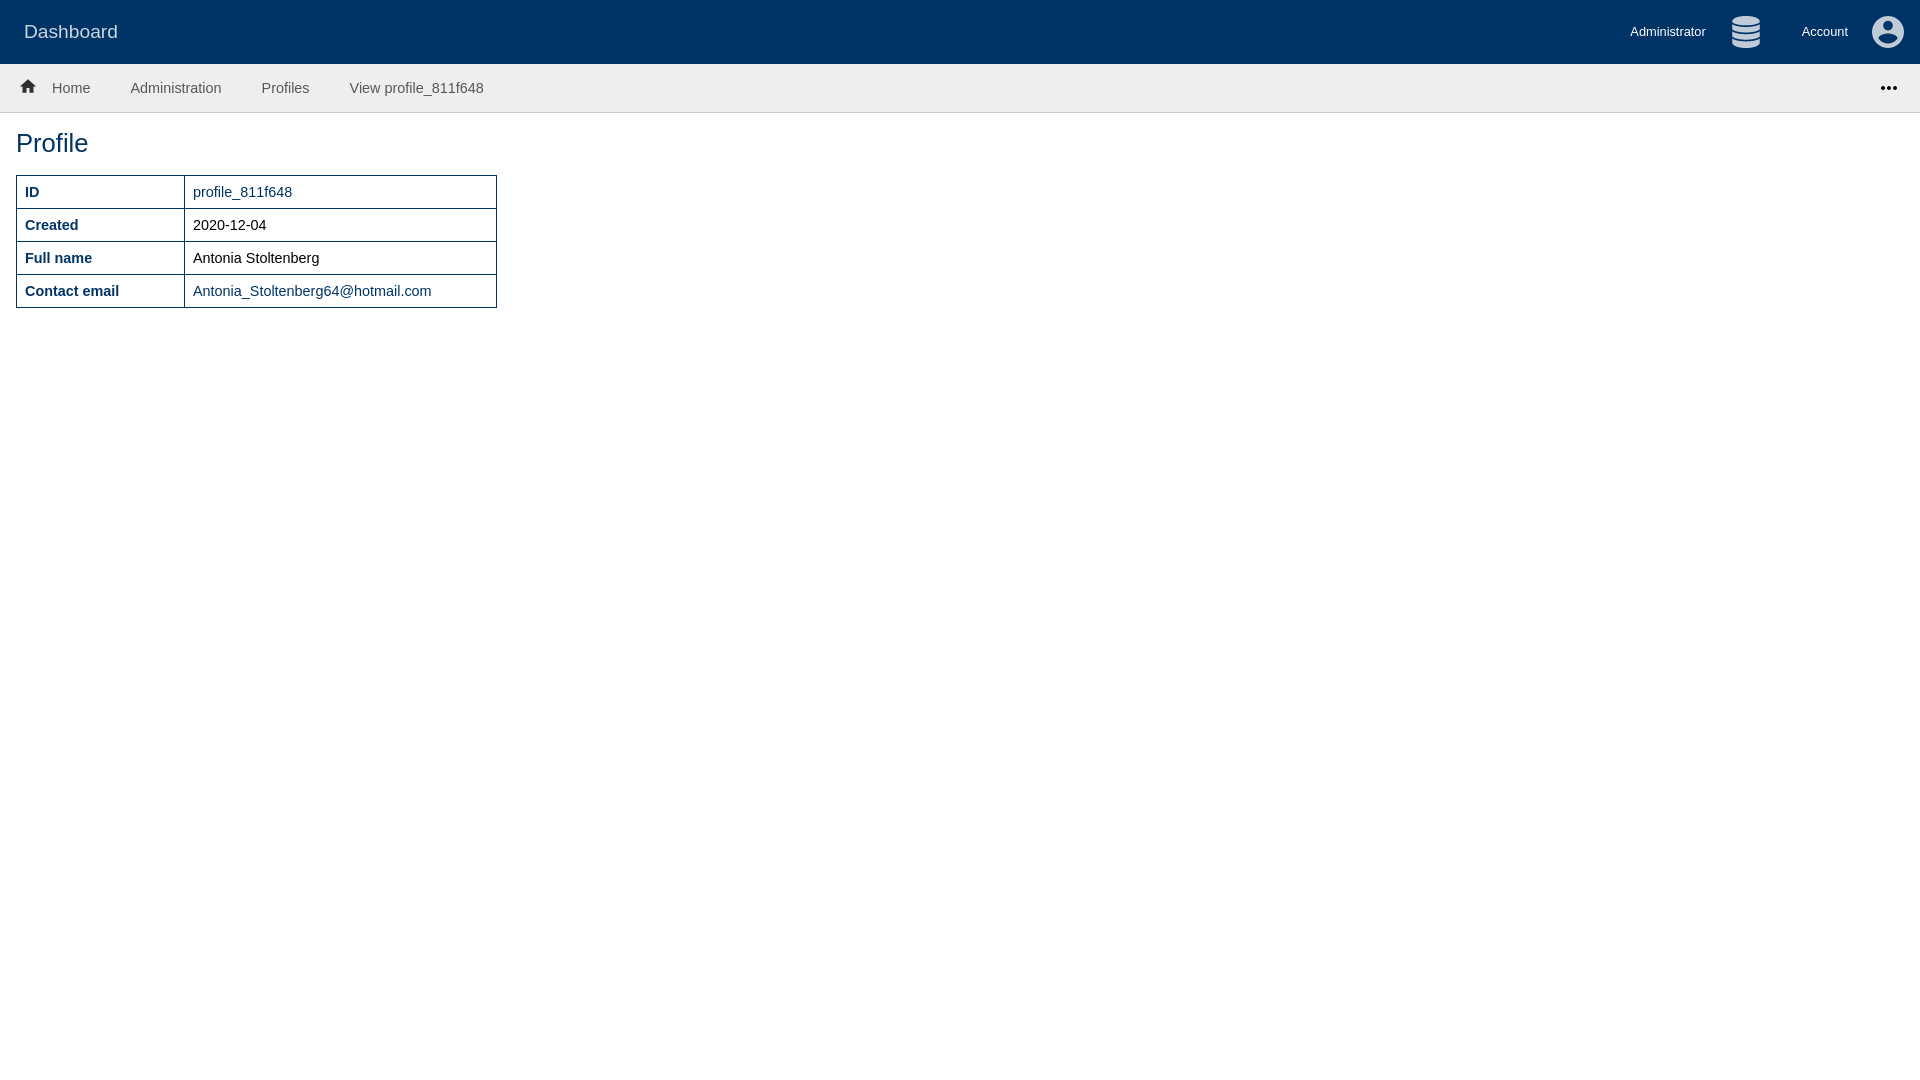 Dashboard
Administrator
Account
Home
Administration
Profiles
View profile_811f648
Profile
ID profile_811f648
Created 2020-12-04
Full name Antonia Stoltenberg
Contact email Antonia_Stoltenberg64@hotmail.com